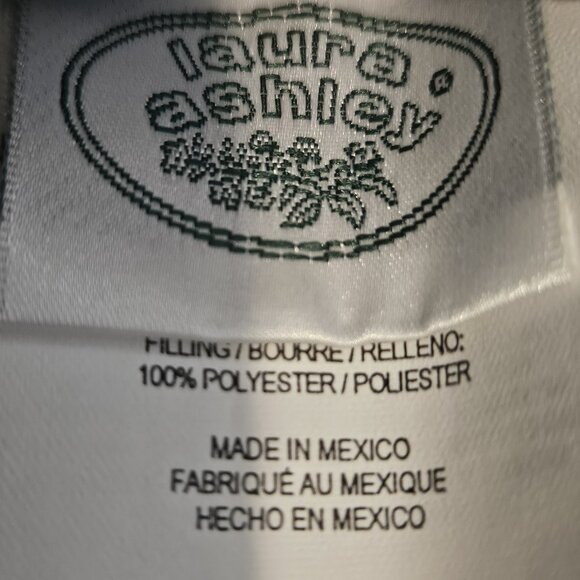 laura
ashley ®
FILLING / BOURRE / RELLENO:
100% POLYESTER / POLIESTER
MADE IN MEXICO
FABRIQUÉ AU MEXIQUE
HECHO EN MEXICO